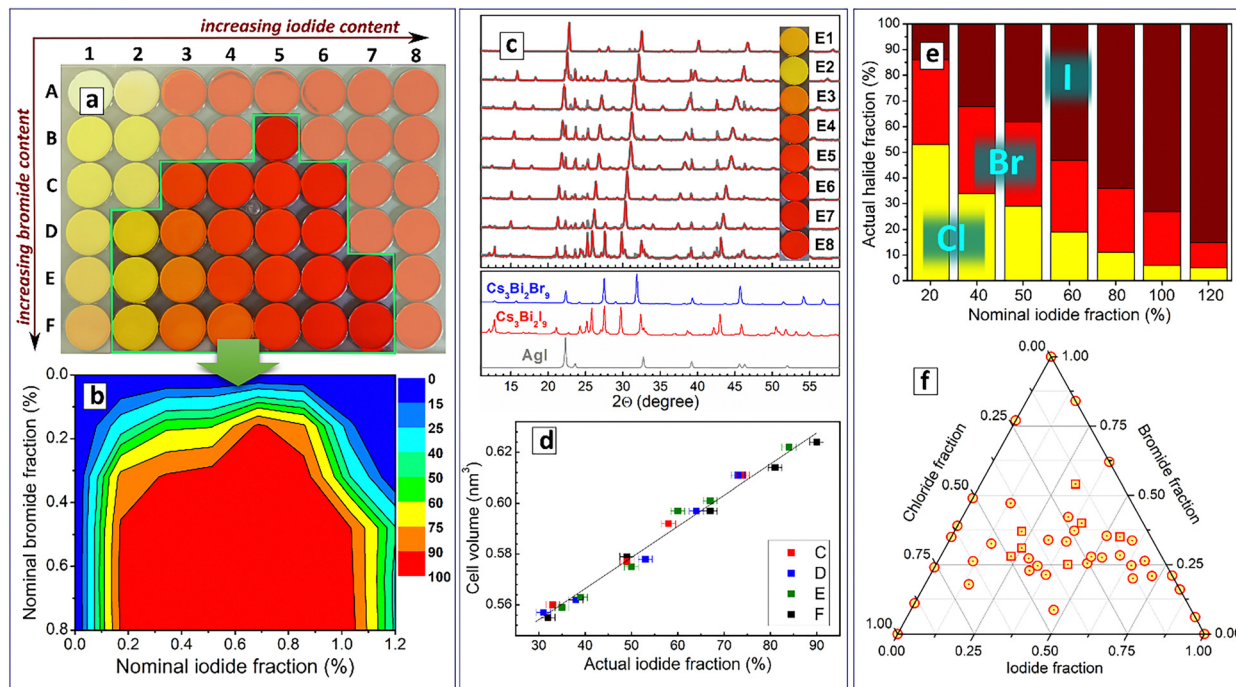 increasing iodide content
1 2 3 4 5 6 7 8
increasing bromide content
a
A
B
C
D
E
F
b
0.0
0.2
0.4
0.6
0.8
Nominal bromide fraction (%)
0
15
25
40
50
60
75
90
100
0.0 0.2 0.4 0.6 0.8 1.0 1.2
Nominal iodide fraction (%)
c
E1
E2
E3
E4
E5
E6
E7
E8
Cs3Bi2Br9
Cs3Bi2I9
AgI
15 20 25 30 35 40 45 50 55
2Θ (degree)
d
Cell volume (nm³)
0.62
0.60
0.58
0.56
C
D
E
F
30 40 50 60 70 80 90
Actual iodide fraction (%)
e
Actual halide fraction (%)
100
90
80
70
60
50
40
30
20
10
0
I
Br
Cl
20 40 50 60 80 100 120
Nominal iodide fraction (%)
f
0.00 1.00
0.25 0.75
0.50 0.50
0.75 0.25
1.00 0.00
Chloride fraction
Bromide fraction
0.00 0.25 0.50 0.75 1.00
Iodide fraction